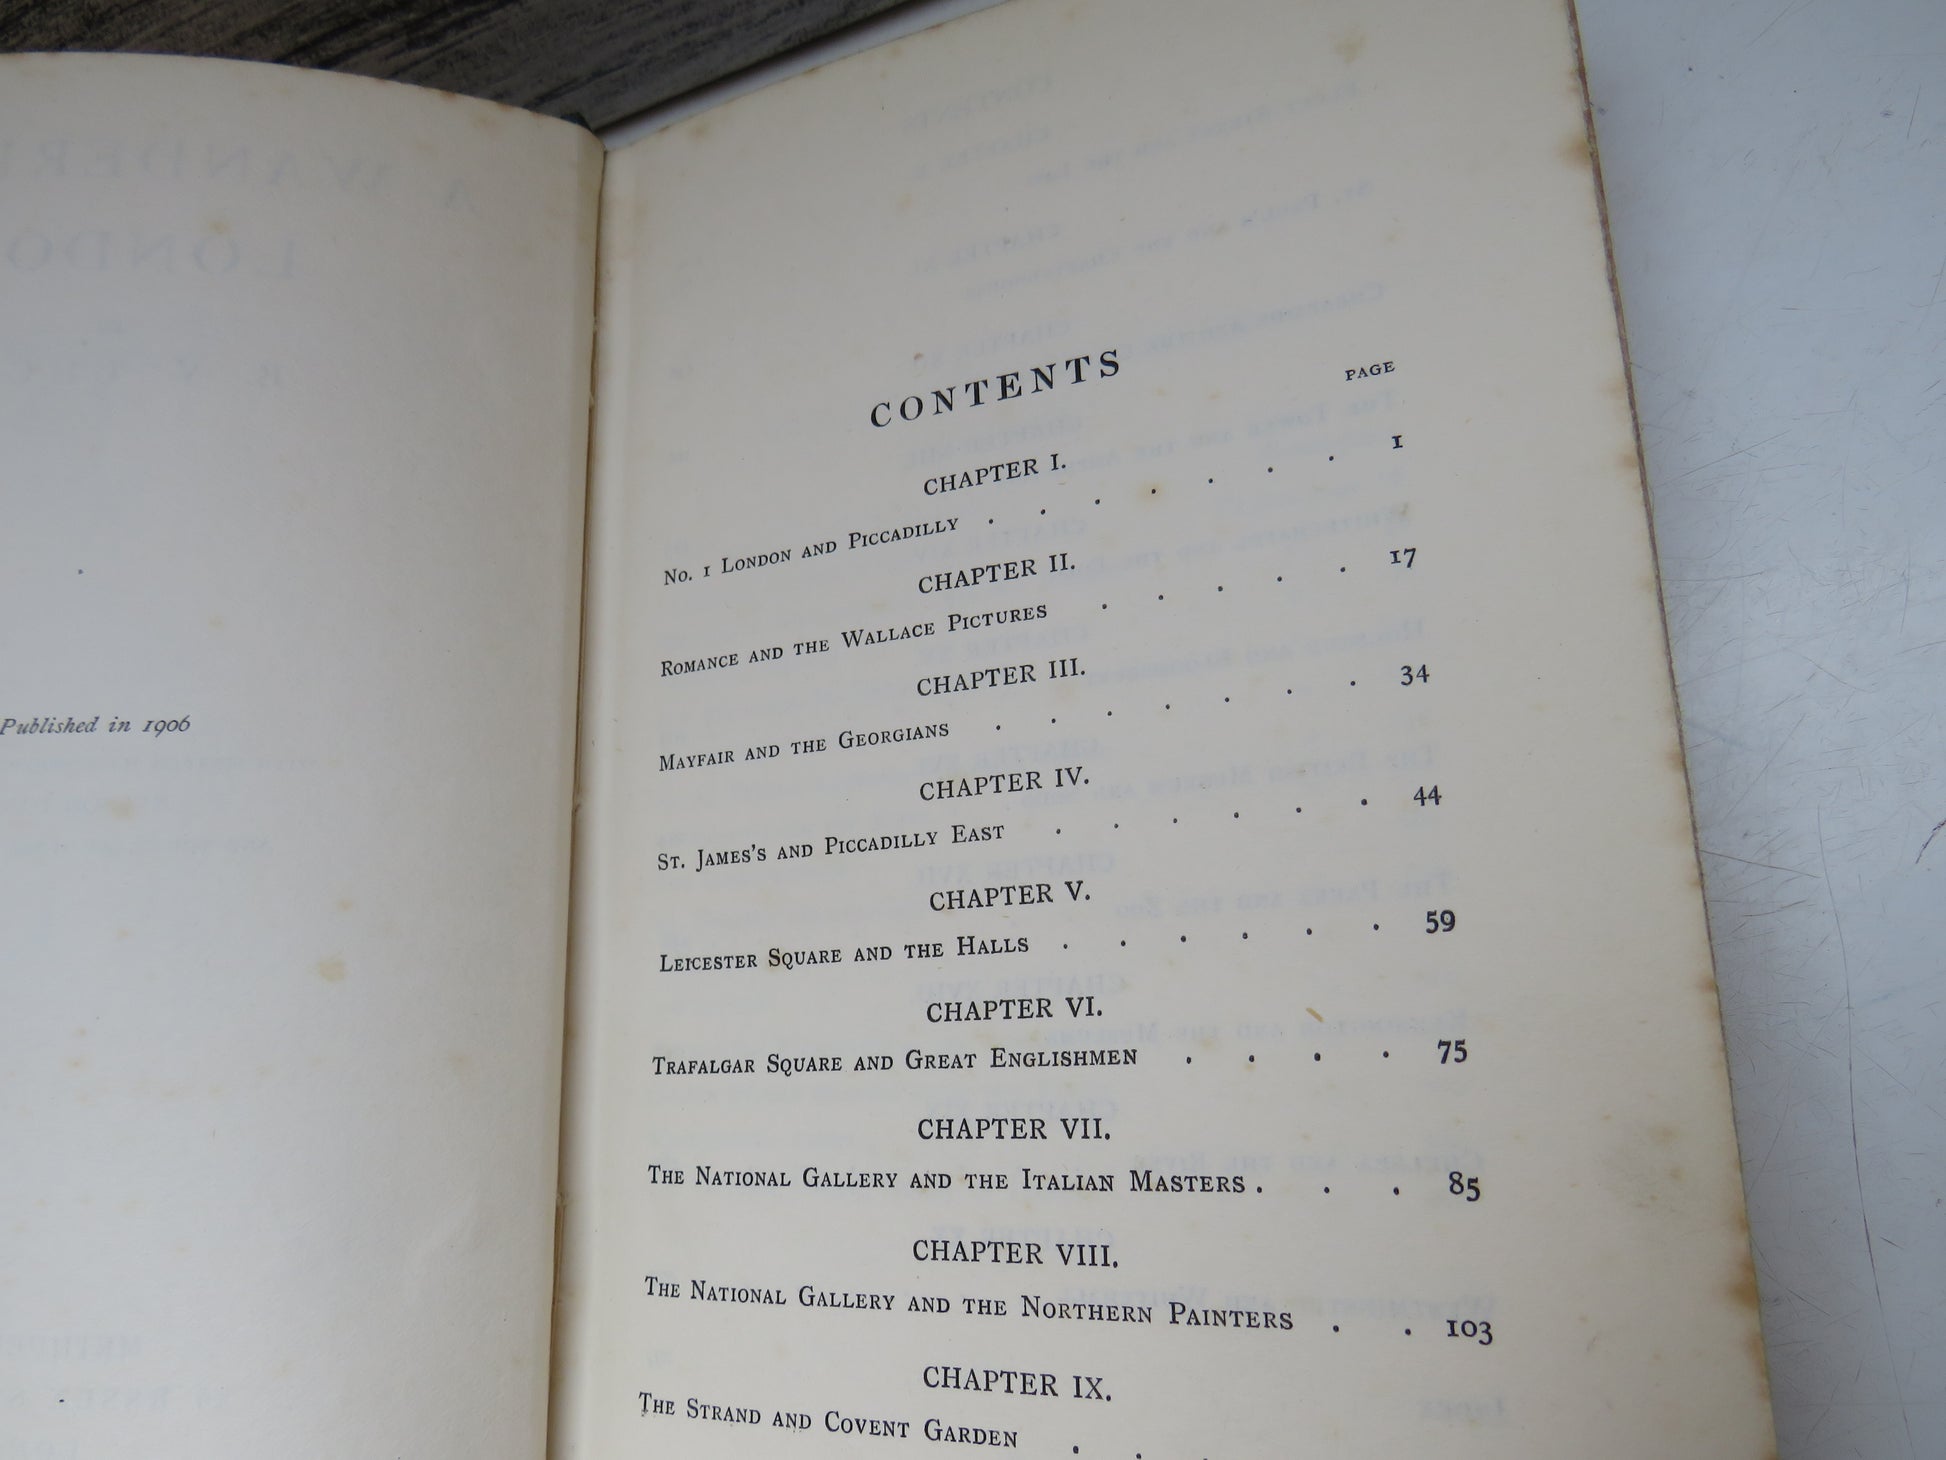 Published in 1906
CONTENTS
PAGE
CHAPTER I.
No. 1 London and Piccadilly . . . . . . . 1
CHAPTER II.
Romance and the Wallace Pictures . . . . . 17
CHAPTER III.
Mayfair and the Georgians . . . . . . . 34
CHAPTER IV.
St. James's and Piccadilly East . . . . . . 44
CHAPTER V.
Leicester Square and the Halls . . . . . . 59
CHAPTER VI.
Trafalgar Square and Great Englishmen . . . . 75
CHAPTER VII.
The National Gallery and the Italian Masters . . . 85
CHAPTER VIII.
The National Gallery and the Northern Painters . . 103
CHAPTER IX.
The Strand and Covent Garden . .